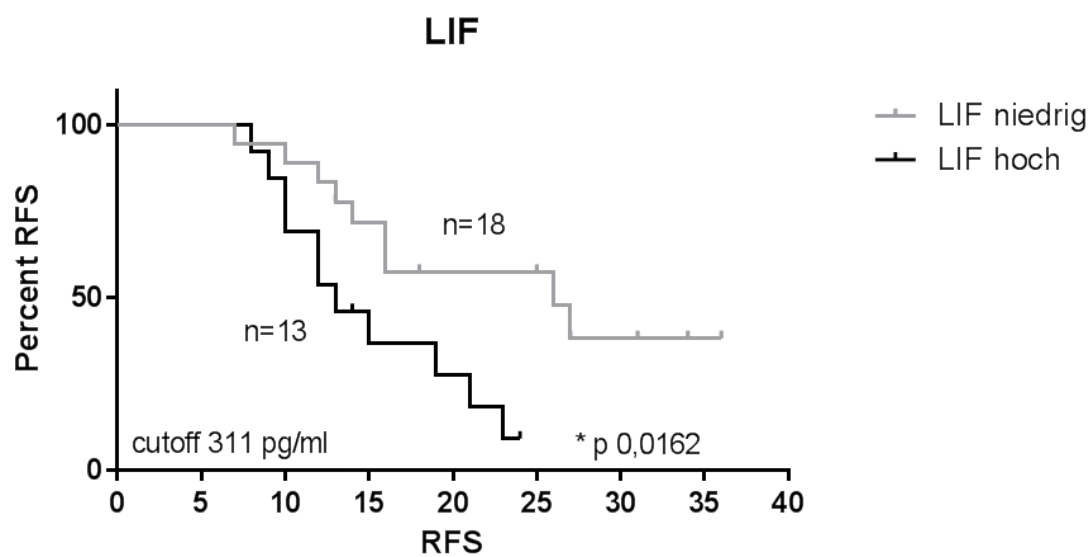 LIF
LIF niedrig
LIF hoch
Percent RFS
100
50
0
n=18
n=13
cutoff 311 pg/ml
* p 0,0162
0 5 10 15 20 25 30 35 40
RFS